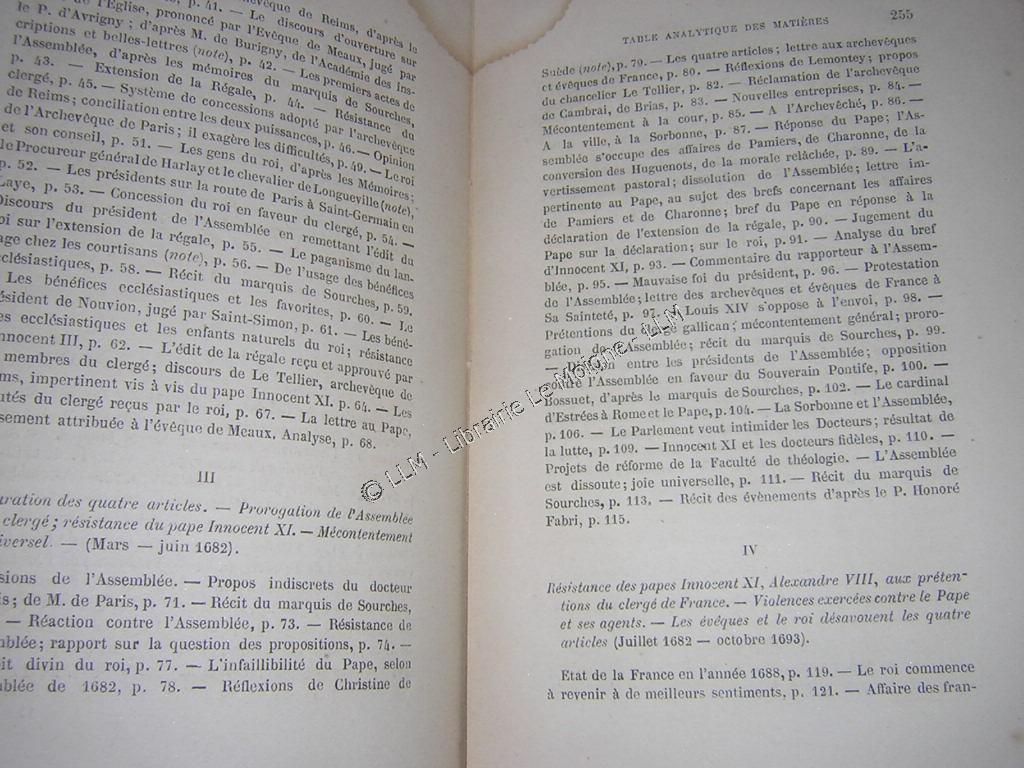 p. 41. — Le discours d'ouverture sur
de l'Eglise, prononcé par l'Evêque de Meaux, jugé par
le P. d'Avrigny ; d'après M. de Burigny, de l'Académie des ins-
criptions et belles-lettres (note), p. 42. — Les premiers actes de
l'Assemblée, d'après les mémoires du marquis de Sourches,
p. 43. — Extension de la Régale, p. 44. — Résistance du
clergé, p. 45. — Système de concessions adopté par l'archevêque
de Reims ; conciliation entre les deux puissances, p. 46. — Opinion
de l'Archevêque de Paris ; il exagère les difficultés, p. 49. — Le roi
et son conseil, p. 51. — Les gens du roi, d'après les Mémoires ;
le Procureur général de Harlay et le chevalier de Longueville (note),
p. 52. — Les présidents sur la route de Paris à Saint-Germain en
Laye, p. 53. — Concession du roi en faveur du clergé, p. 54. —
Discours du président de l'Assemblée en remettant l'édit du
roi sur l'extension de la régale, p. 55. — Le paganisme du lan-
age chez les courtisans (note), p. 56. — De l'usage des bénéfices
clésiastiques, p. 58. — Récit du marquis de Sourches, p. 59.
Les bénéfices ecclésiastiques et les favorites, p. 60. — Le
ésident de Nouvion, jugé par Saint-Simon, p. 61. — Les béné-
es ecclésiastiques et les enfants naturels du roi ; résistance
nnocent III, p. 62. — L'édit de la régale reçu et approuvé par
membres du clergé ; discours de Le Tellier, archevêque de
ms, impertinent vis à vis du pape Innocent XI. p. 64. — Les
utés du clergé reçus par le roi, p. 67. — La lettre au Pape,
sement attribuée à l'évêque de Meaux. Analyse, p. 68.
III
uration des quatre articles. — Prorogation de l'Assemblée
clergé ; résistance du pape Innocent XI. — Mécontentement
iversel. — (Mars — juin 1682).
sions de l'Assemblée. — Propos indiscrets du docteur
s ; de M. de Paris, p. 71. — Récit du marquis de Sourches,
— Réaction contre l'Assemblée, p. 73. — Résistance de
mblée ; rapport sur la question des propositions, p. 74. —
oit divin du roi, p. 77. — L'infaillibilité du Pape, selon
mblée de 1682, p. 78. — Réflexions de Christine de
TABLE ANALYTIQUE DES MATIÈRES 255
Suède (note), p. 79. — Les quatre articles ; lettre aux archevêques
et évêques de France, p. 80. — Réflexions de Lemontey ; propos
du chancelier Le Tellier, p. 82. — Réclamation de l'archevêque
de Cambrai, de Brias, p. 83. — Nouvelles entreprises, p. 84. —
Mécontentement à la cour, p. 85. — A l'Archevêché, p. 86. —
A la ville, à la Sorbonne, p. 87. — Réponse du Pape ; l'As-
semblée s'occupe des affaires de Pamiers, de Charonne, de la
conversion des Huguenots, de la morale relâchée, p. 89. — L'a-
vertissement pastoral ; dissolution de l'Assemblée ; lettre im-
pertinente au Pape, au sujet des brefs concernant les affaires
de Pamiers et de Charonne ; bref du Pape en réponse à la
déclaration de l'extension de la régale, p. 90. — Jugement du
Pape sur la déclaration ; sur le roi, p. 91. — Analyse du bref
d'Innocent XI, p. 93. — Commentaire du rapporteur à l'Assem-
blée, p. 95. — Mauvaise foi du président, p. 96. — Protestation
de l'Assemblée ; lettre des archevêques et évêques de France à
Sa Sainteté, p. 97. — Louis XIV s'oppose à l'envoi, p. 98. —
Prétentions du clergé gallican ; mécontentement général ; proro-
gation de l'Assemblée ; récit du marquis de Sourches, p. 99.
— Division entre les présidents de l'Assemblée ; opposition
contre l'Assemblée en faveur du Souverain Pontife, p. 100. —
Bossuet, d'après le marquis de Sourches, p. 102. — Le cardinal
d'Estrées à Rome et le Pape, p. 104. — La Sorbonne et l'Assemblée,
p. 106. — Le Parlement veut intimider les Docteurs ; résultat de
la lutte, p. 109. — Innocent XI et les docteurs fidèles, p. 110. —
Projets de réforme de la Faculté de théologie. — L'Assemblée
est dissoute ; joie universelle, p. 111. — Récit du marquis de
Sourches, p. 113. — Récit des évènements d'après le P. Honoré
Fabri, p. 115.
IV
Résistance des papes Innocent XI, Alexandre VIII, aux préten-
tions du clergé de France. — Violences exercées contre le Pape
et ses agents. — Les évêques et le roi désavouent les quatre
articles (Juillet 1682 — octobre 1693).
Etat de la France en l'année 1688, p. 119. — Le roi commence
à revenir à de meilleurs sentiments, p. 121. — Affaire des fran-
© LLM - Librairie Le Moigne - LLM